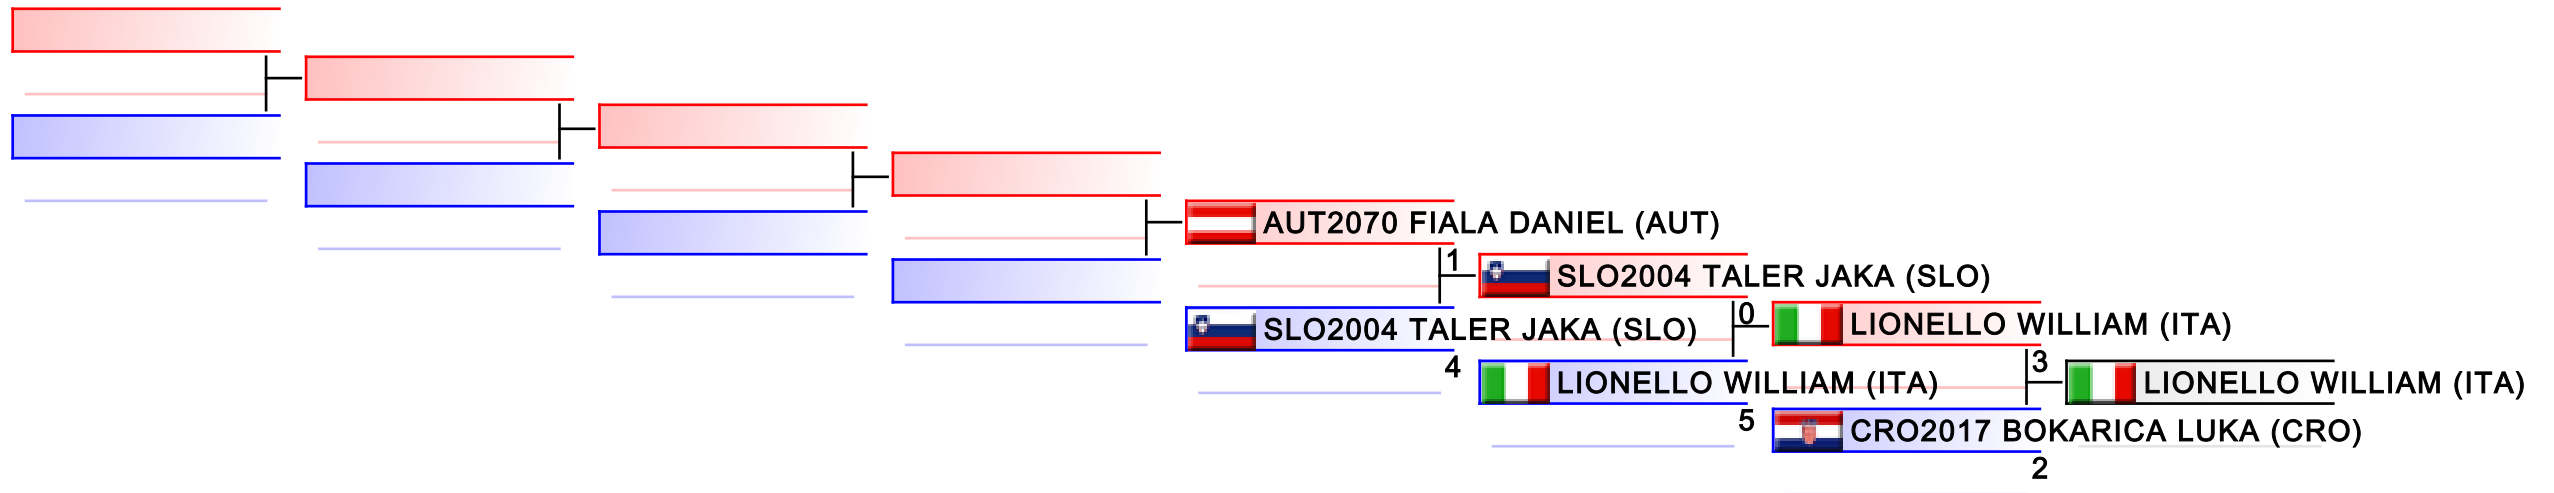 AUT2070 FIALA DANIEL (AUT)
1
SLO2004 TALER JAKA (SLO)
SLO2004 TALER JAKA (SLO)
4
0
LIONELLO WILLIAM (ITA)
LIONELLO WILLIAM (ITA)
5
3
LIONELLO WILLIAM (ITA)
CRO2017 BOKARICA LUKA (CRO)
2